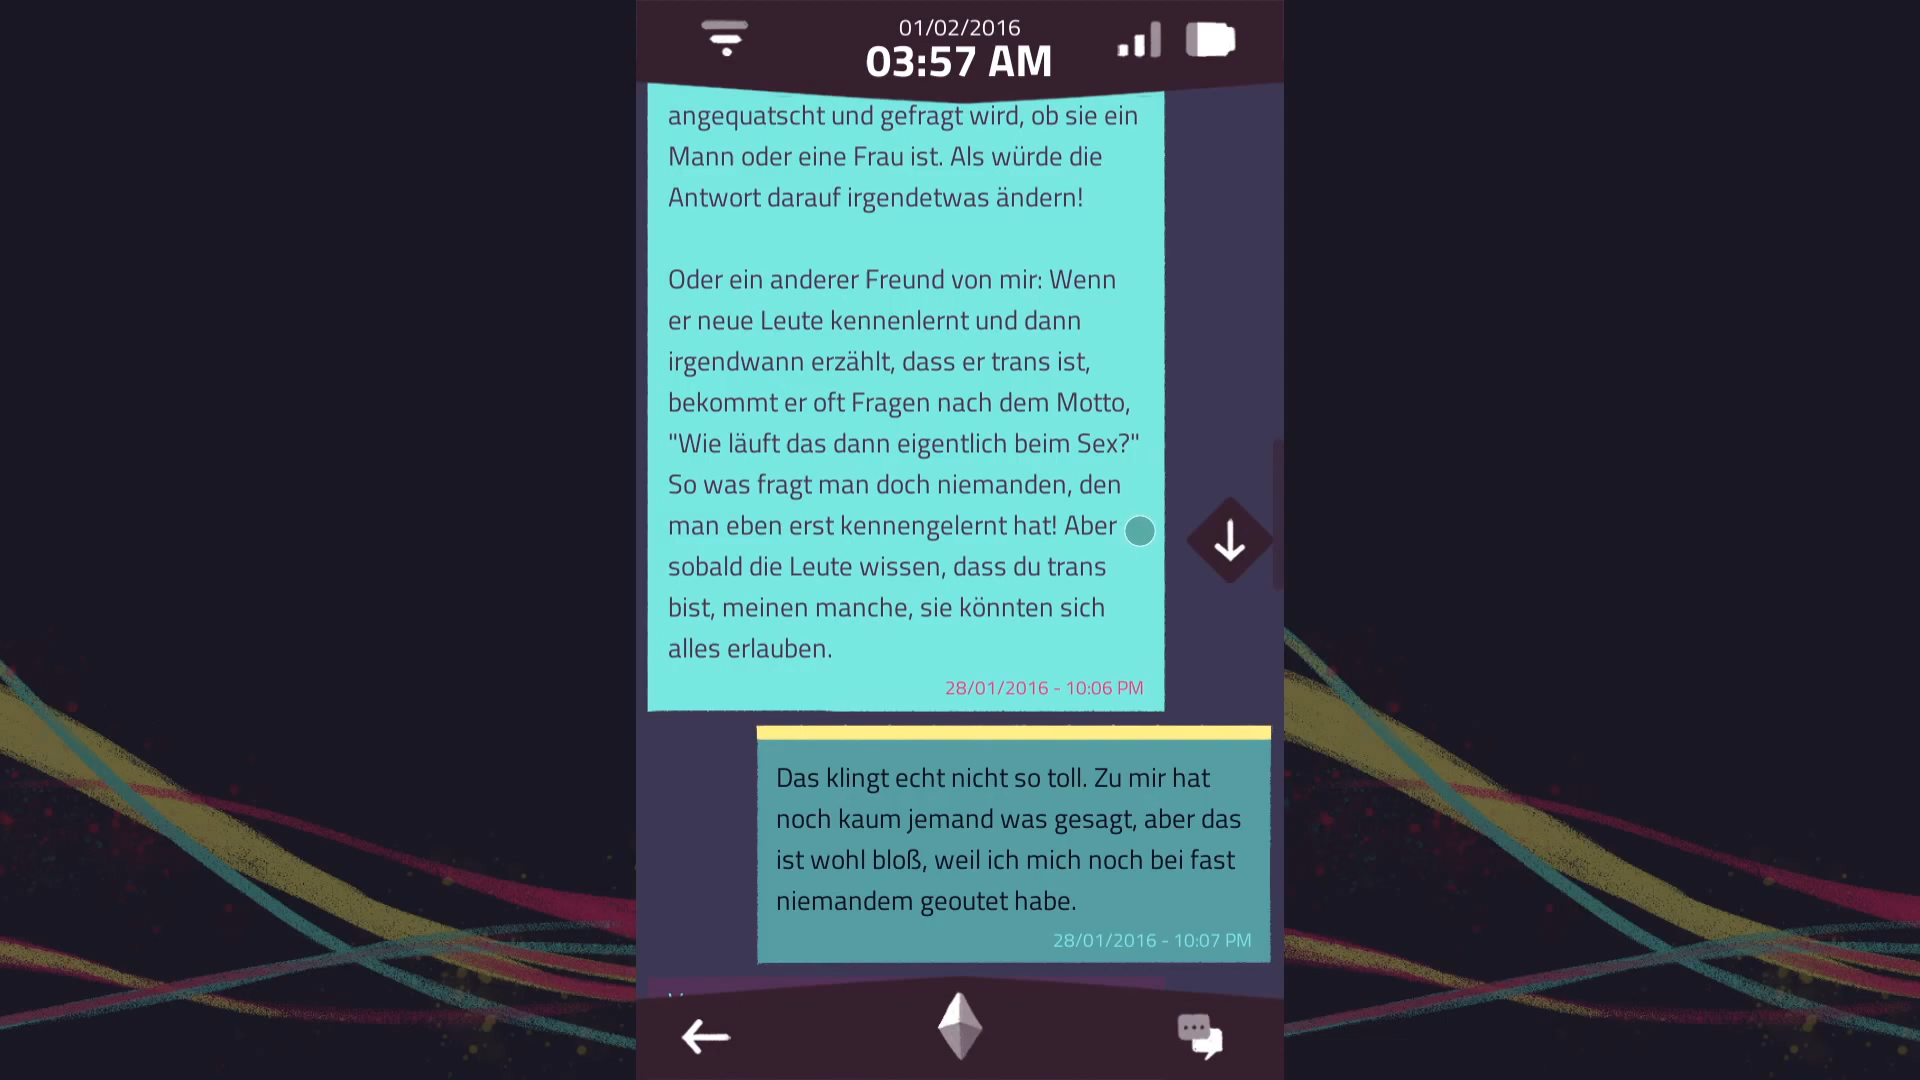 01/02/2016
03:57 AM
angequatscht und gefragt wird, ob sie ein
Mann oder eine Frau ist. Als würde die
Antwort darauf irgendetwas ändern!
Oder ein anderer Freund von mir: Wenn
er neue Leute kennenlernt und dann
irgendwann erzählt, dass er trans ist,
bekommt er oft Fragen nach dem Motto,
"Wie läuft das dann eigentlich beim Sex?"
So was fragt man doch niemanden, den
man eben erst kennengelernt hat! Aber
sobald die Leute wissen, dass du trans
bist, meinen manche, sie könnten sich
alles erlauben.
28/01/2016 - 10:06 PM
Das klingt echt nicht so toll. Zu mir hat
noch kaum jemand was gesagt, aber das
ist wohl bloß, weil ich mich noch bei fast
niemandem geoutet habe.
28/01/2016 - 10:07 PM